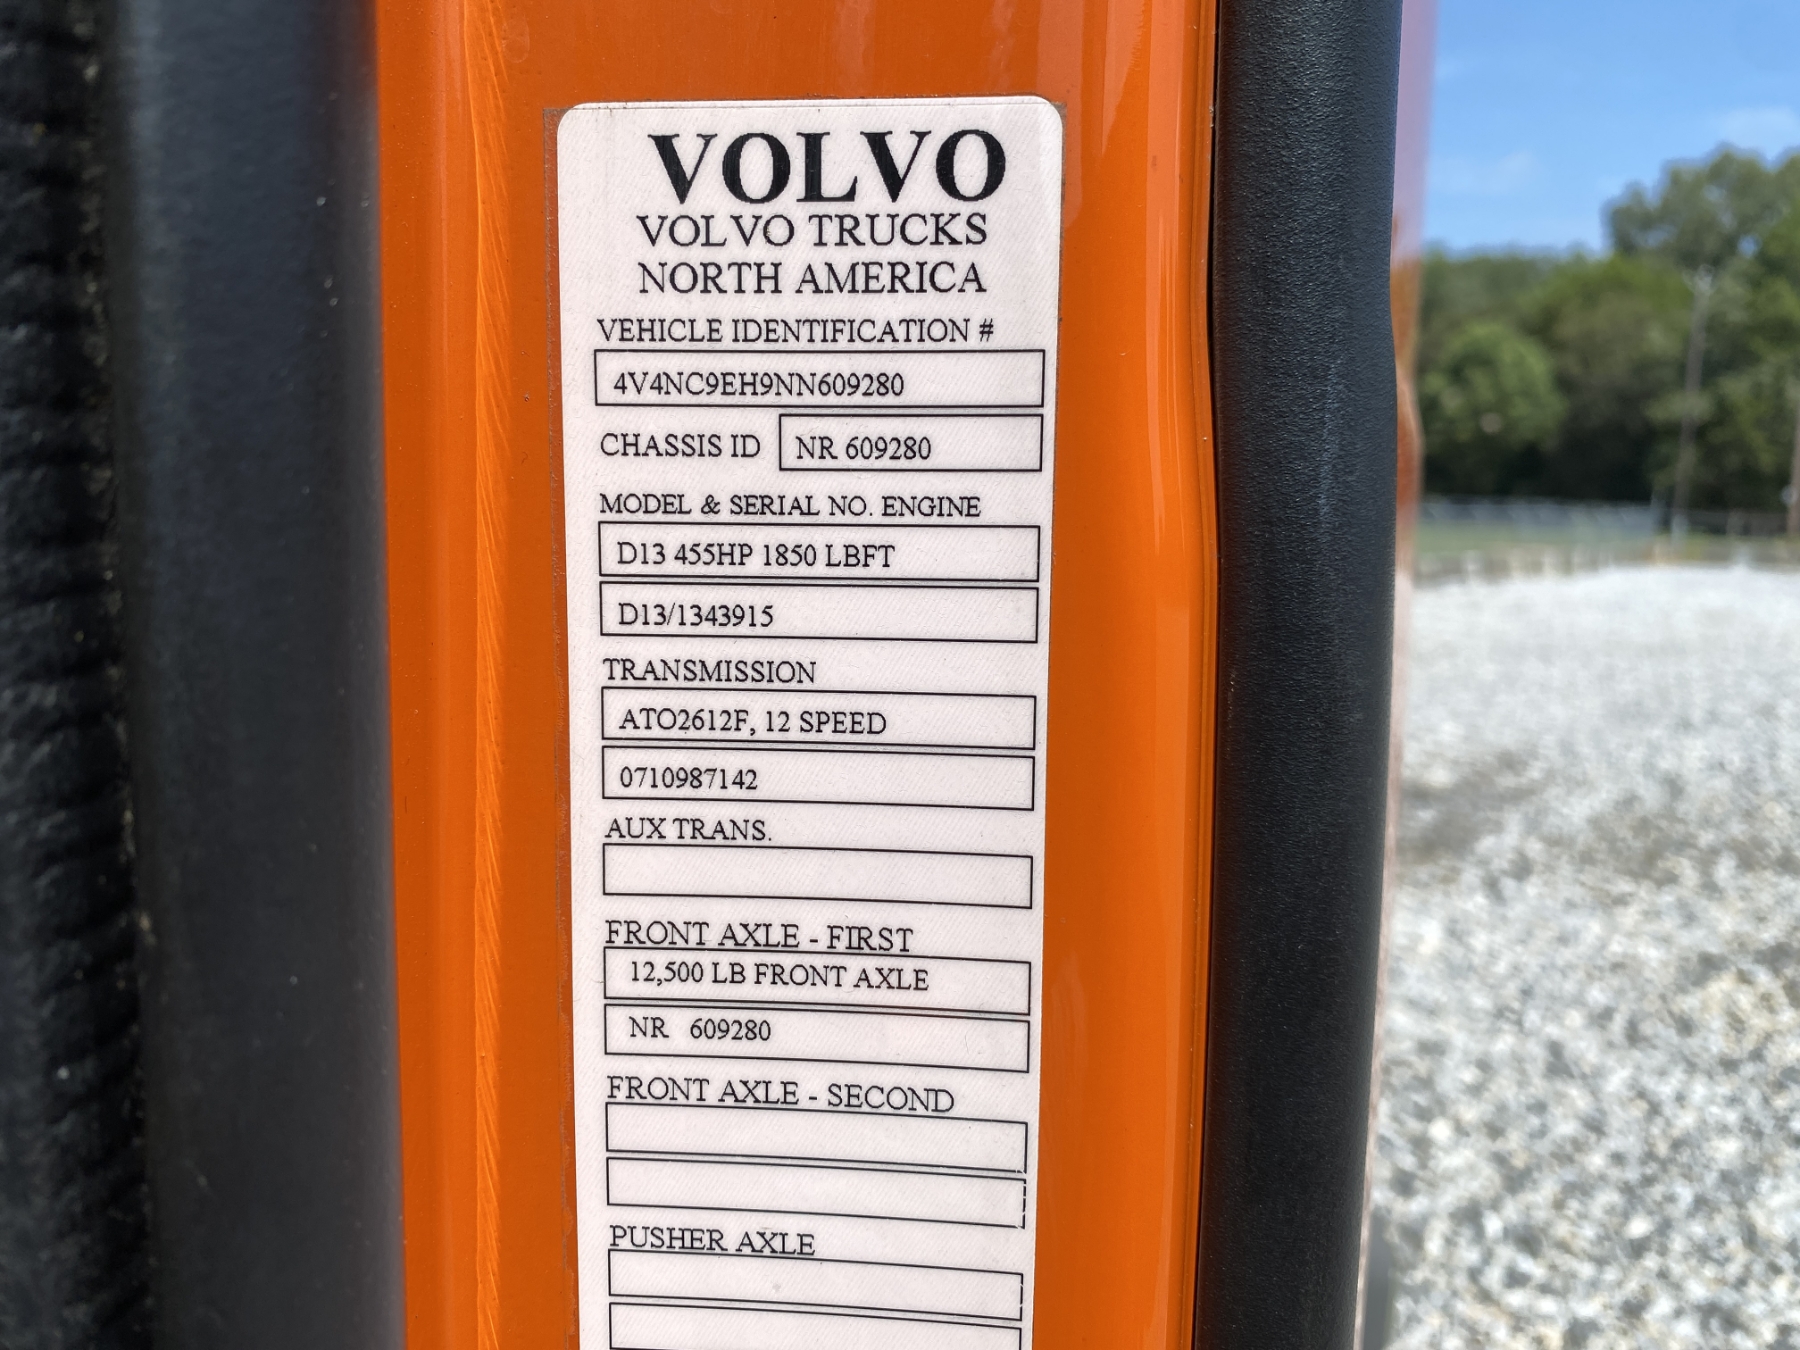 VOLVO
VOLVO TRUCKS
NORTH AMERICA
VEHICLE IDENTIFICATION #
4V4NC9EH9NN609280
CHASSIS ID NR 609280
MODEL & SERIAL NO. ENGINE
D13 455HP 1850 LBFT
D13/1343915
TRANSMISSION
ATO2612F, 12 SPEED
0710987142
AUX TRANS.
FRONT AXLE - FIRST
12,500 LB FRONT AXLE
NR 609280
FRONT AXLE - SECOND
PUSHER AXLE